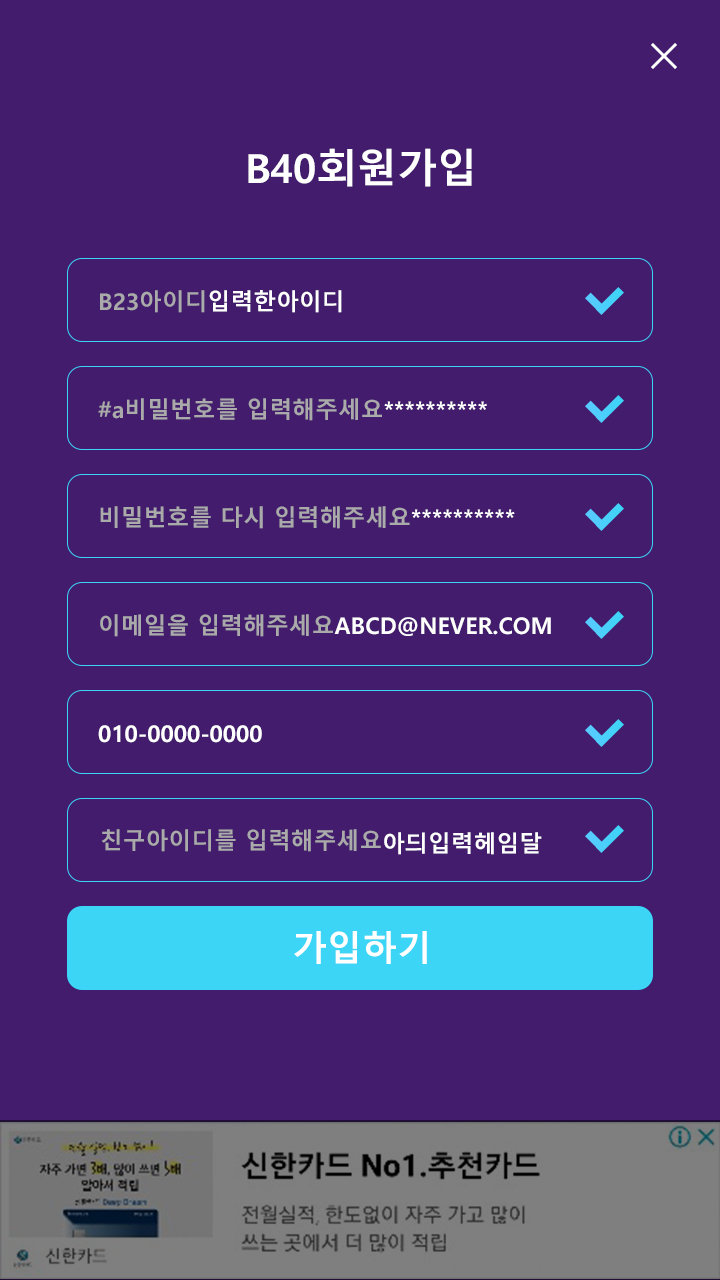 B40회원가입
B23아이디입력한아이디
#a비밀번호를 입력해주세요**********
비밀번호를 다시 입력해주세요**********
이메일을 입력해주세요ABCD@NEVER.COM
010-0000-0000
친구아이디를 입력해주세요아듸입력헤임달
가입하기
자주 가면 3배, 많이 쓰면 5배
알아서 적립
Deep Dream
신한카드
신한카드 No1.추천카드
전월실적, 한도없이 자주 가고 많이
쓰는 곳에서 더 많이 적립